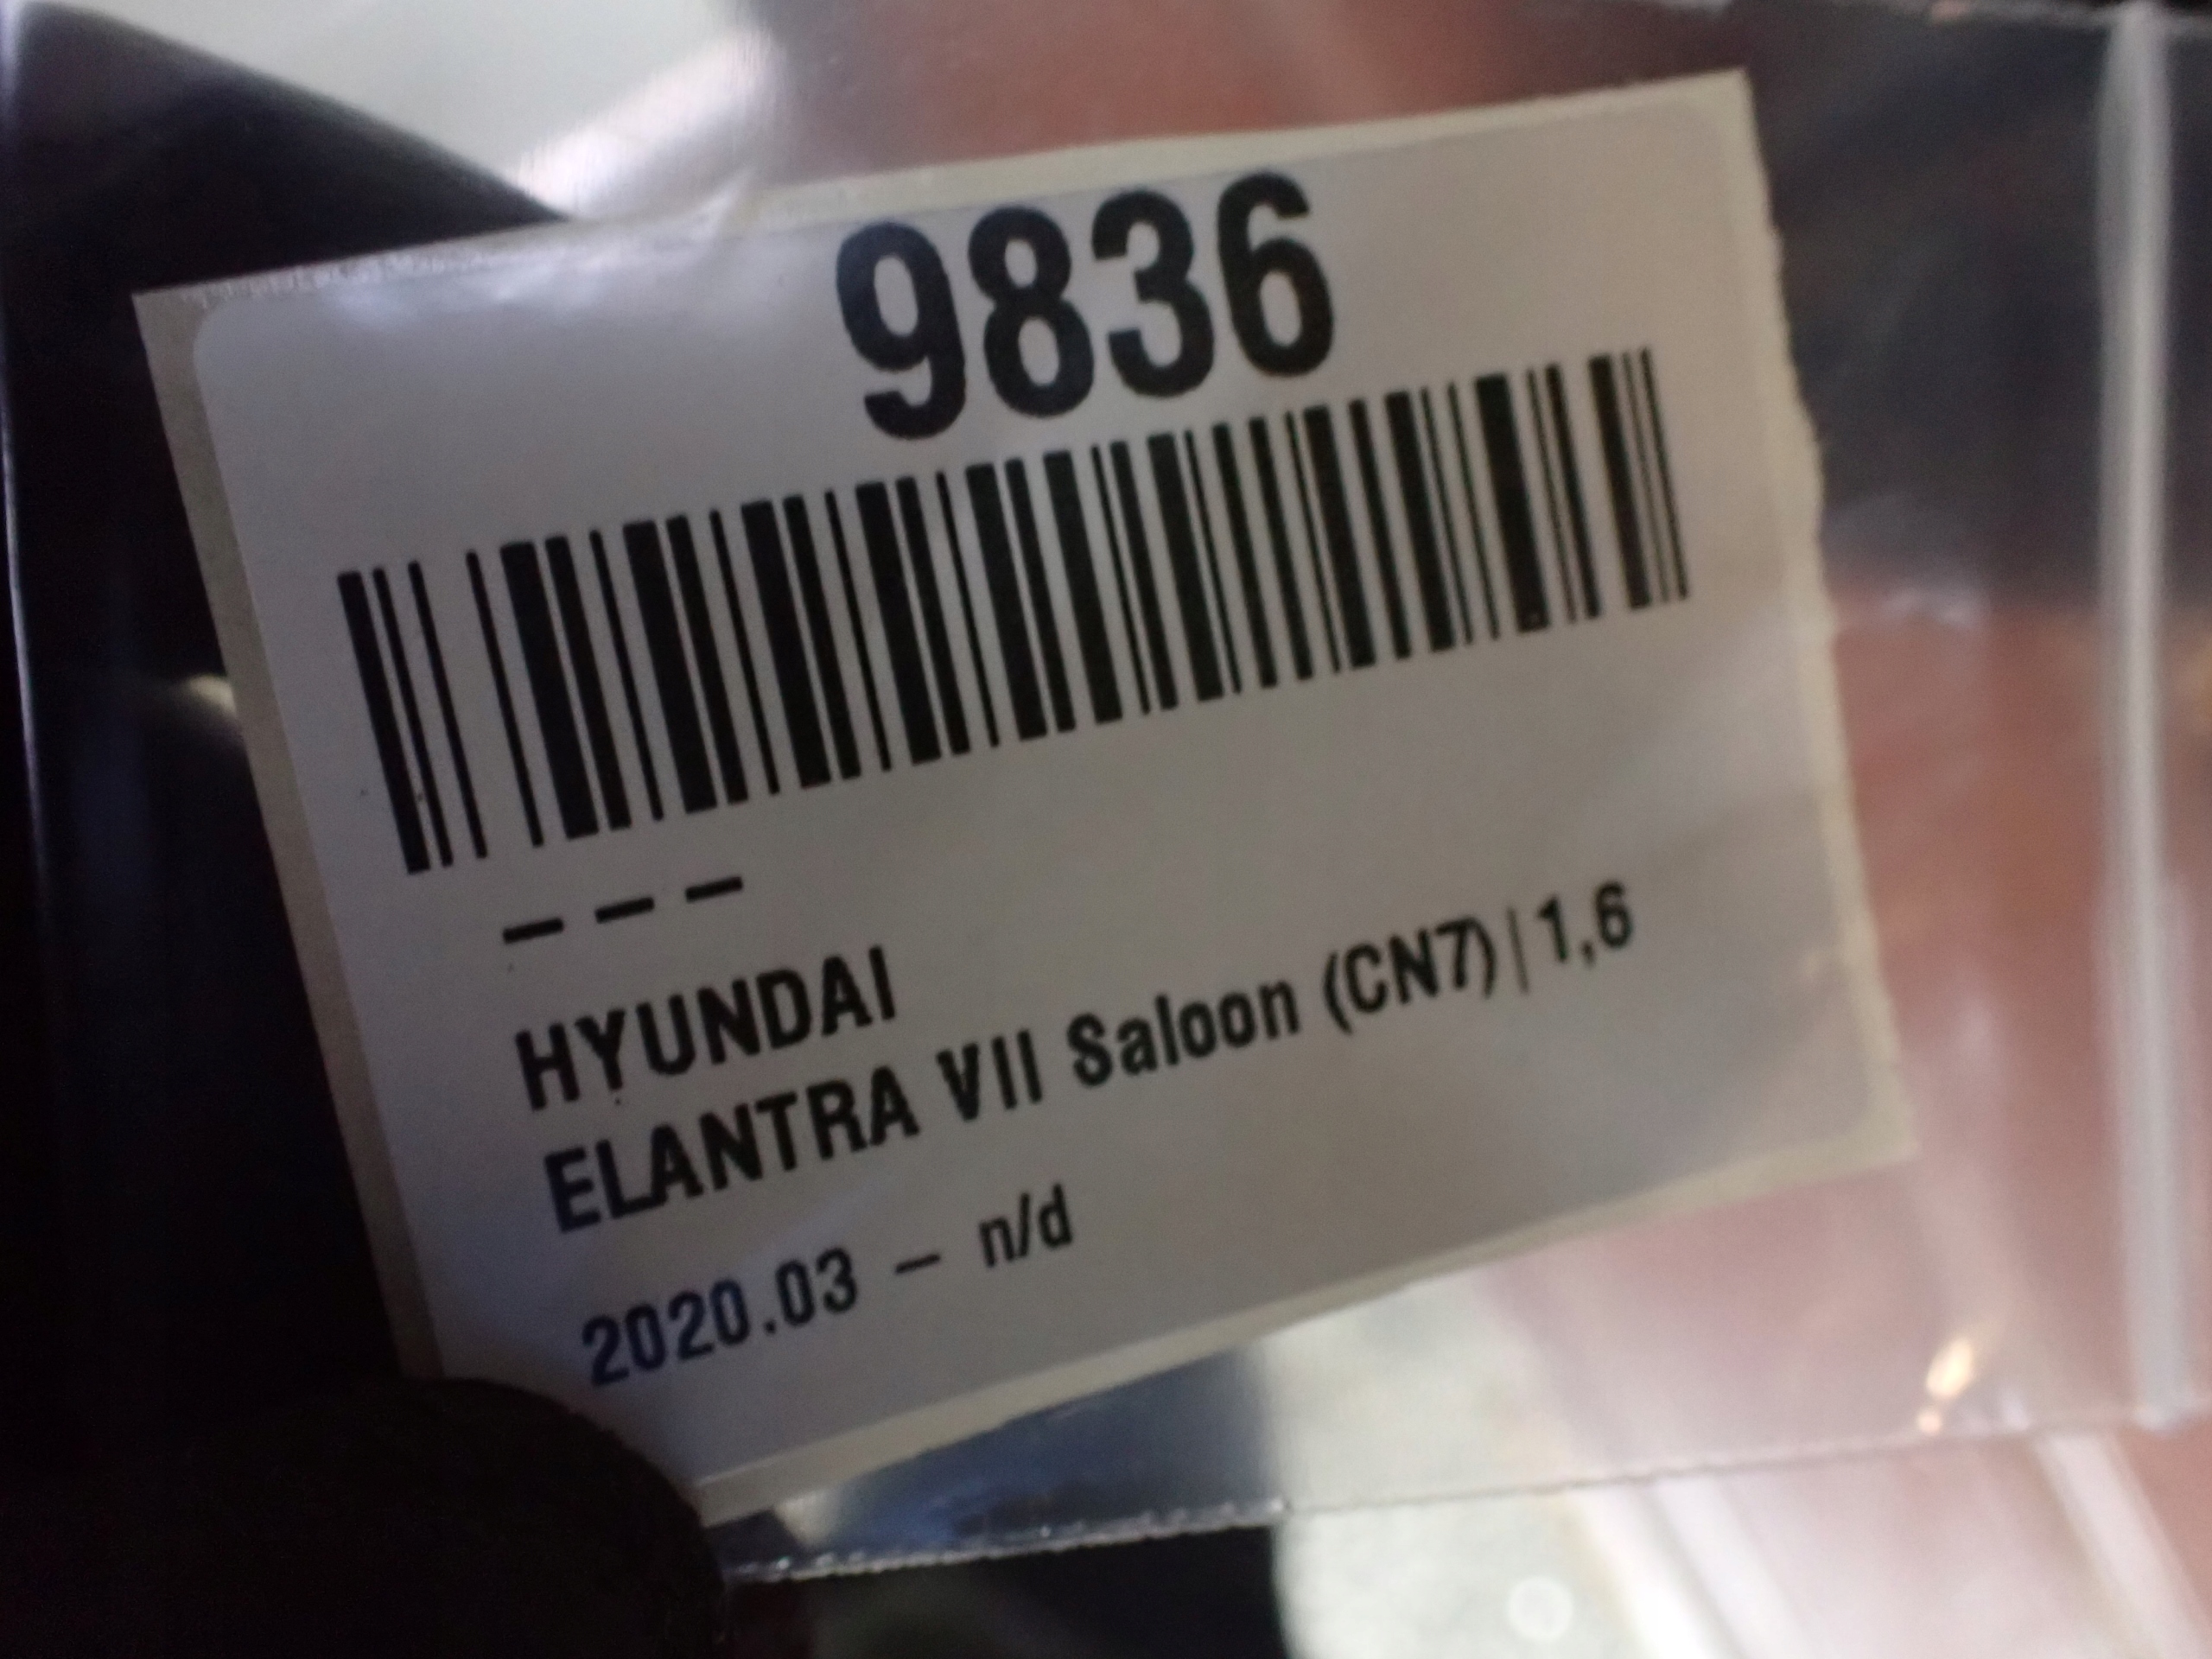 9836
– – –
HYUNDAI
ELANTRA VII Saloon (CN7)|1,6
2020.03 – n/d